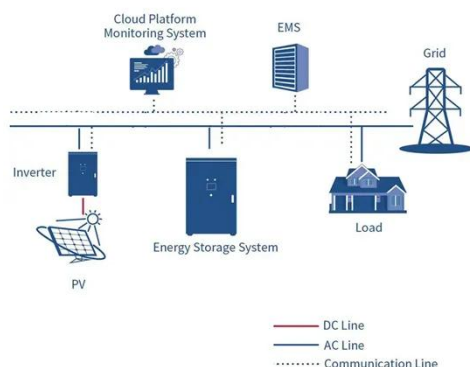 Cloud Platform
Monitoring System
EMS
Grid
Inverter
Energy Storage System
Load
PV
DC Line
AC Line
Communication Line